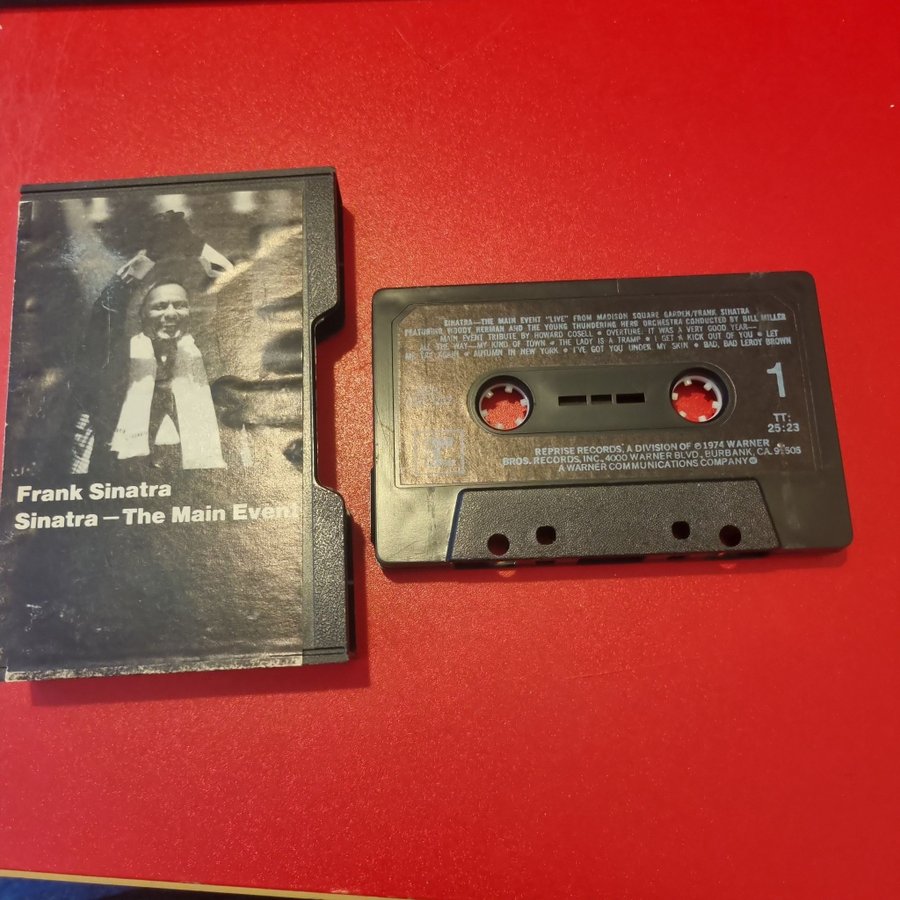 Frank Sinatra
Sinatra—The Main Event
SINATRA—THE MAIN EVENT "LIVE" FROM MADISON SQUARE GARDEN/FRANK SINATRA
FEATURING WOODY HERMAN AND THE YOUNG THUNDERING HERD ORCHESTRA CONDUCTED BY BILL MILLER
MAIN EVENT TRIBUTE BY HOWARD COSELL • OVERTURE: IT WAS A VERY GOOD YEAR—
ALL THE WAY—MY KIND OF TOWN • THE LADY IS A TRAMP • I GET A KICK OUT OF YOU • LET
ME TRY AGAIN • AUTUMN IN NEW YORK • I'VE GOT YOU UNDER MY SKIN • BAD, BAD LEROY BROWN
1
TT:
25:23
REPRISE RECORDS, A DIVISION OF ℗ 1974 WARNER
BROS. RECORDS, INC., 4000 WARNER BLVD., BURBANK, CA. 91505
A WARNER COMMUNICATIONS COMPANY